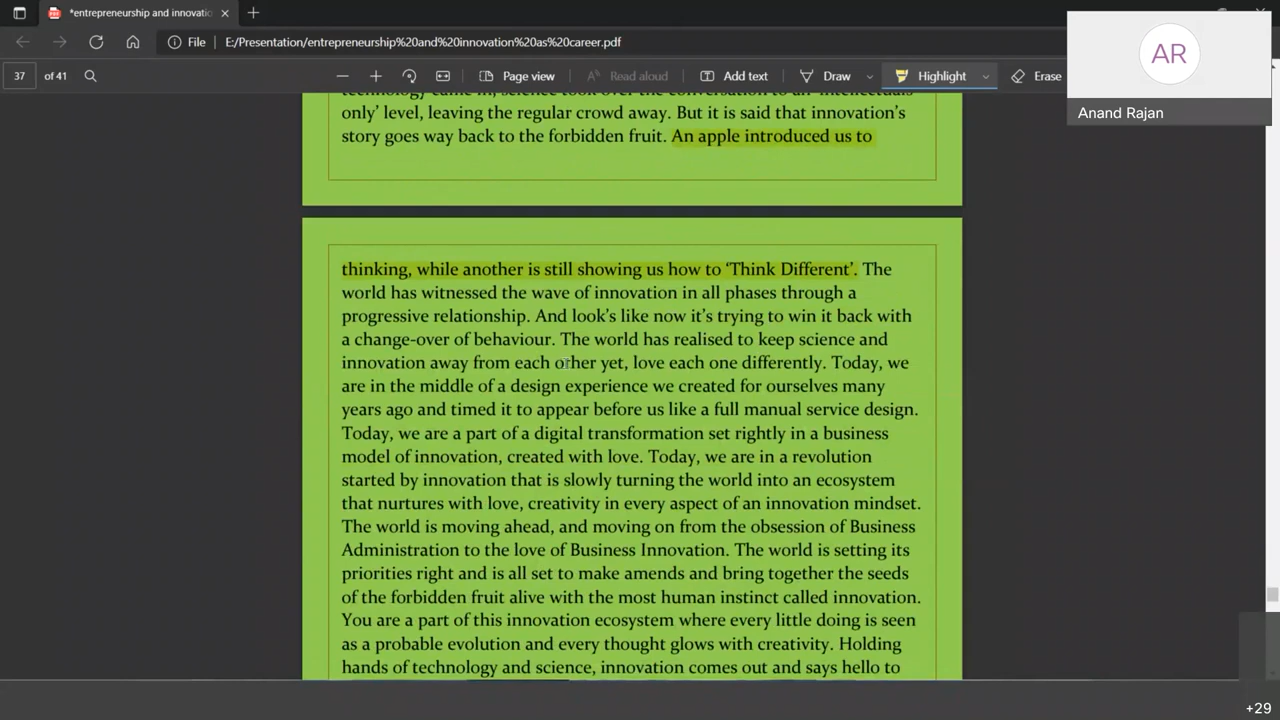 *entrepreneurship and innovatio
File E:/Presentation/entrepreneurship%20and%20innovation%20as%20career.pdf
37 of 41 Page view Read aloud Add text Draw Highlight Erase
AR
Anand Rajan
only’ level, leaving the regular crowd away. But it is said that innovation’s
story goes way back to the forbidden fruit. An apple introduced us to
thinking, while another is still showing us how to ‘Think Different’. The
world has witnessed the wave of innovation in all phases through a
progressive relationship. And look’s like now it’s trying to win it back with
a change-over of behaviour. The world has realised to keep science and
innovation away from each other yet, love each one differently. Today, we
are in the middle of a design experience we created for ourselves many
years ago and timed it to appear before us like a full manual service design.
Today, we are a part of a digital transformation set rightly in a business
model of innovation, created with love. Today, we are in a revolution
started by innovation that is slowly turning the world into an ecosystem
that nurtures with love, creativity in every aspect of an innovation mindset.
The world is moving ahead, and moving on from the obsession of Business
Administration to the love of Business Innovation. The world is setting its
priorities right and is all set to make amends and bring together the seeds
of the forbidden fruit alive with the most human instinct called innovation.
You are a part of this innovation ecosystem where every little doing is seen
as a probable evolution and every thought glows with creativity. Holding
hands of technology and science, innovation comes out and says hello to
+29